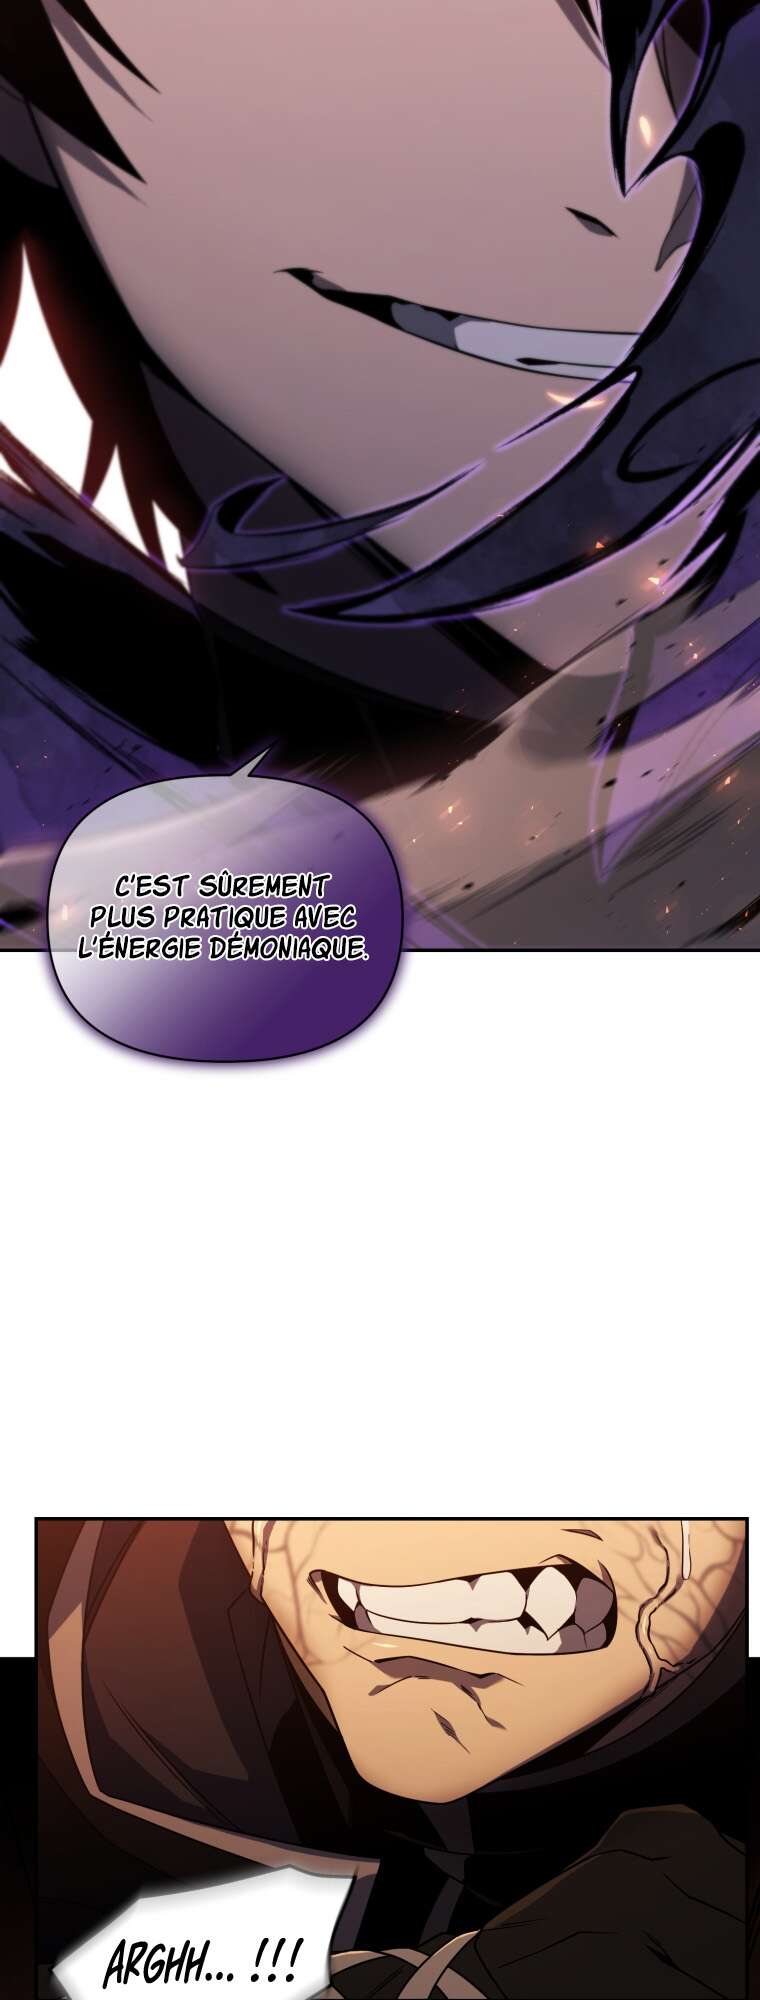 C'EST SÛREMENT
PLUS PRATIQUE AVEC
L'ÉNERGIE DÉMONIAQUE.
ARGHH... !!!